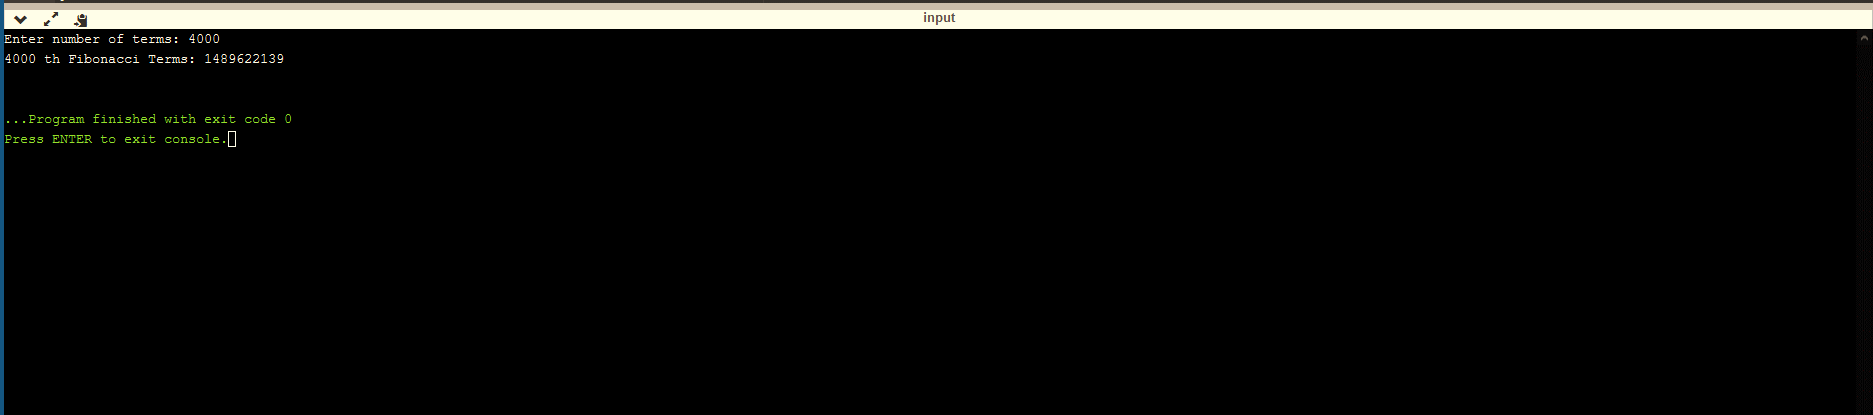 input
Enter number of terms: 4000
4000 th Fibonacci Terms: 1489622139
...Program finished with exit code 0
Press ENTER to exit console.